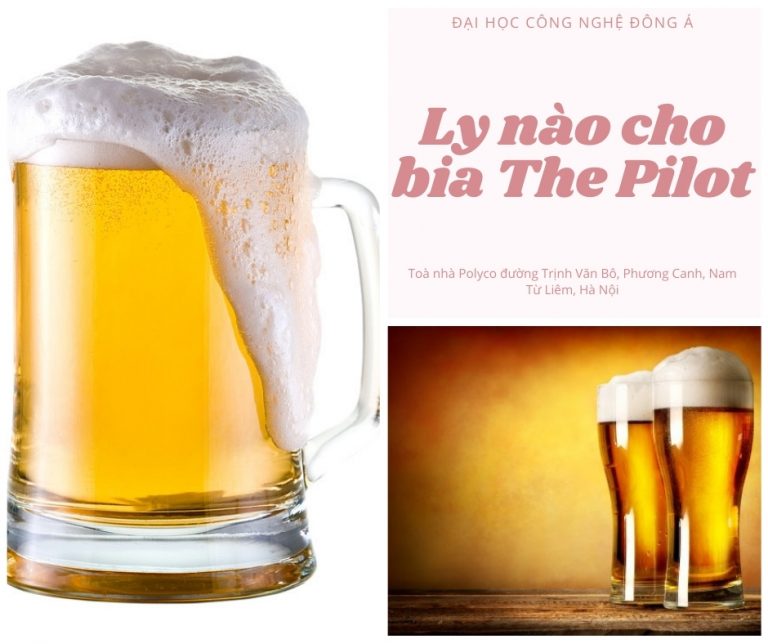 ĐẠI HỌC CÔNG NGHỆ ĐÔNG Á
Ly nào cho
bia The Pilot
Toà nhà Polyco đường Trịnh Văn Bô, Phương Canh, Nam
Từ Liêm, Hà Nội